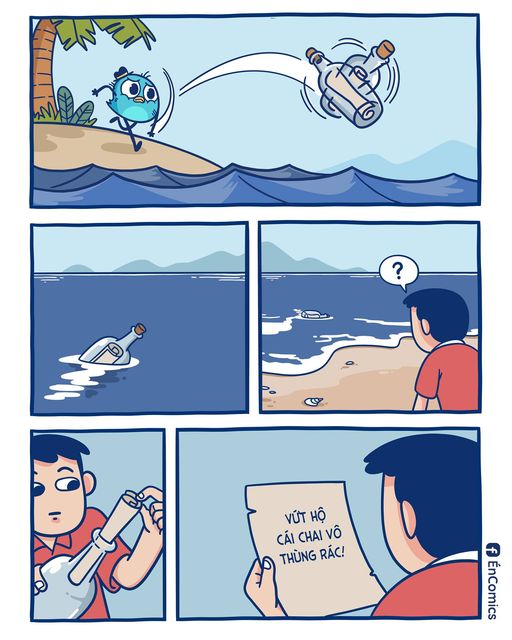 ?
VỨT HỘ
CÁI CHAI VÔ
THÙNG RÁC!
ÉnComics